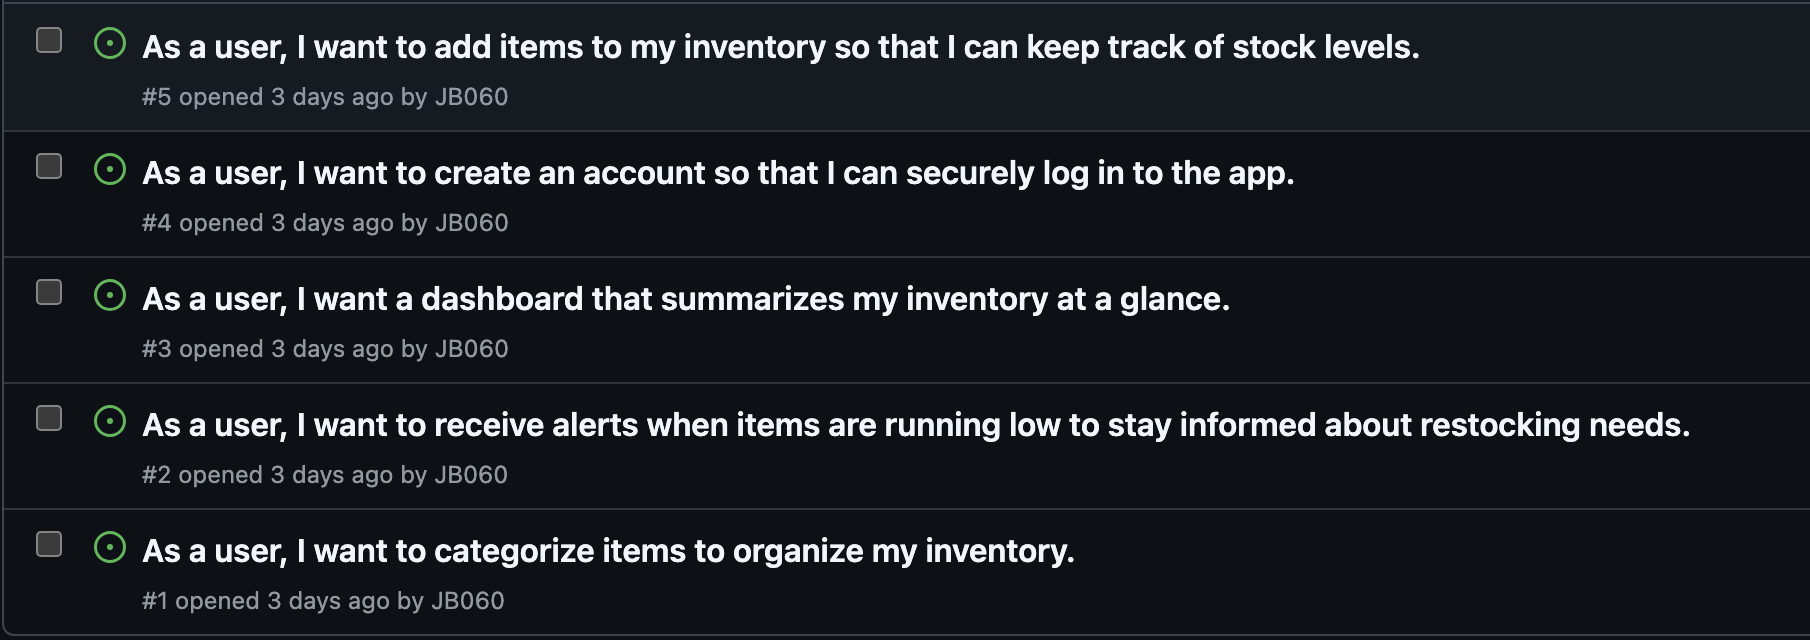 As a user, I want to add items to my inventory so that I can keep track of stock levels.
#5 opened 3 days ago by JB060
As a user, I want to create an account so that I can securely log in to the app.
#4 opened 3 days ago by JB060
As a user, I want a dashboard that summarizes my inventory at a glance.
#3 opened 3 days ago by JB060
As a user, I want to receive alerts when items are running low to stay informed about restocking needs.
#2 opened 3 days ago by JB060
As a user, I want to categorize items to organize my inventory.
#1 opened 3 days ago by JB060